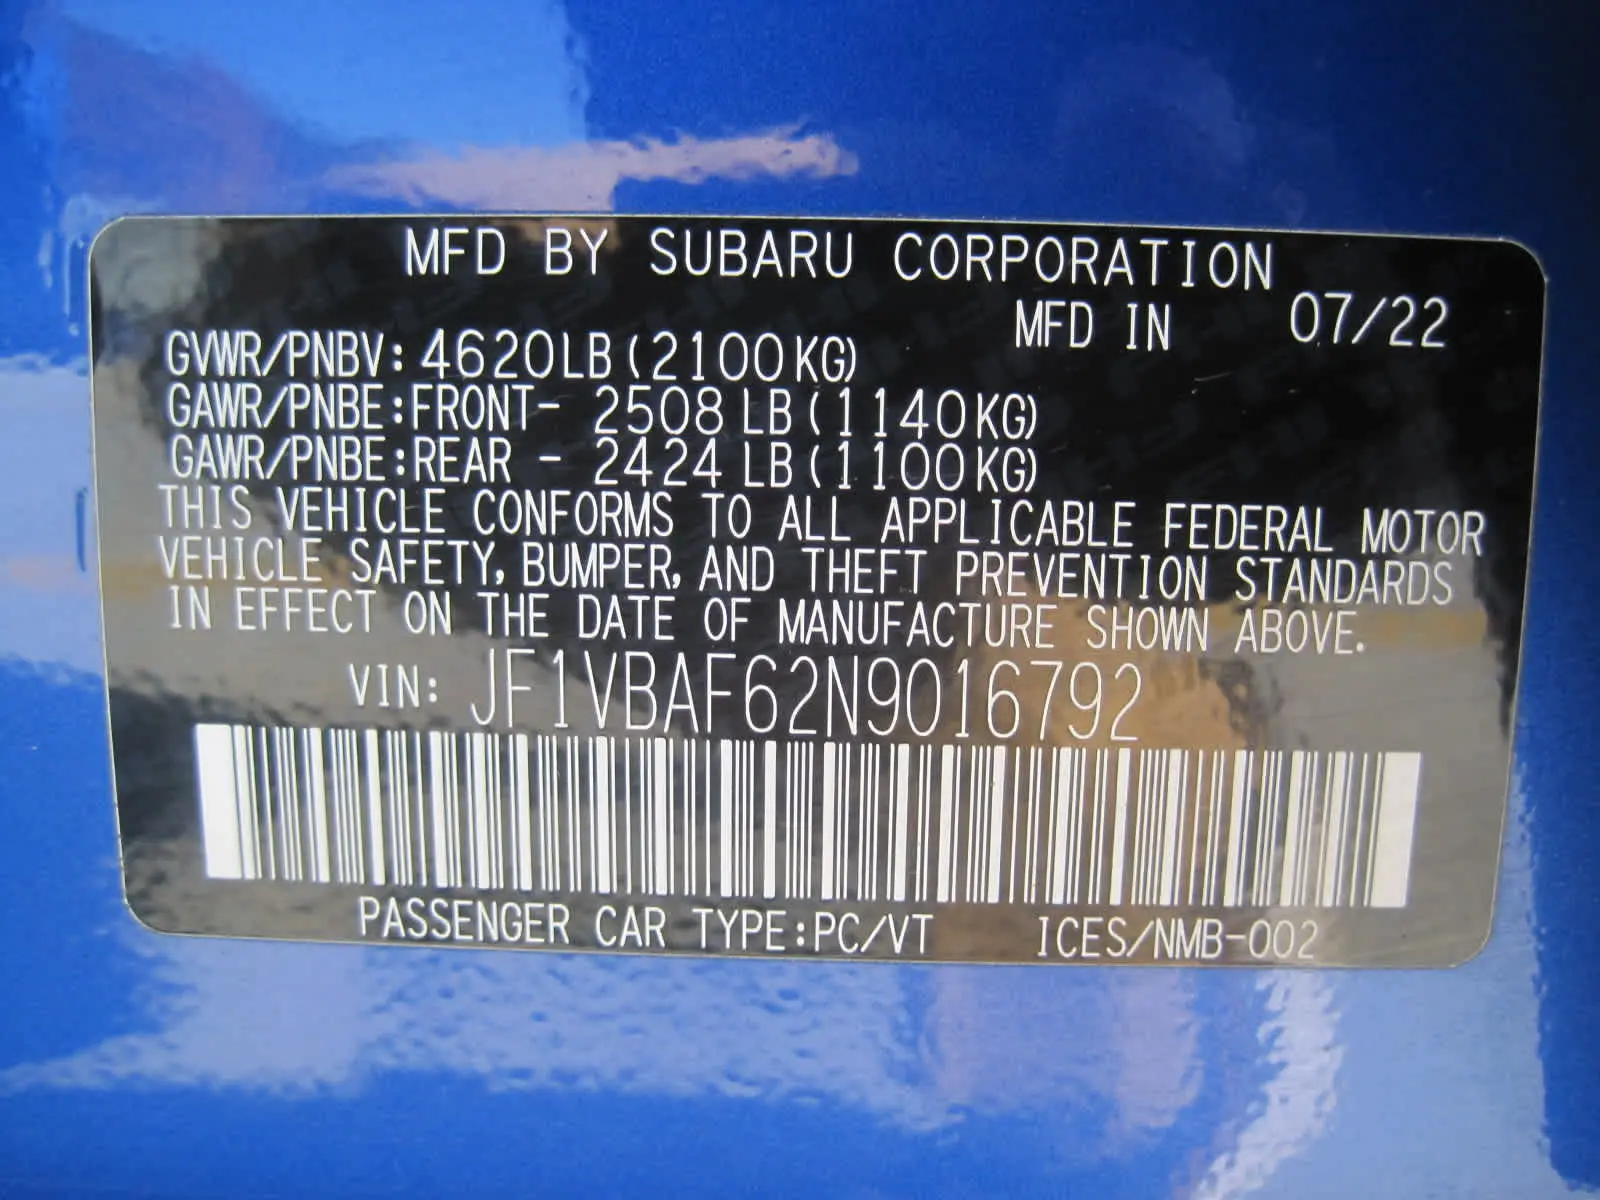 MFD BY SUBARU CORPORATION
MFD IN 07/22
GVWR/PNBV: 4620LB (2100KG)
GAWR/PNBE:FRONT- 2508 LB (1140KG)
GAWR/PNBE:REAR - 2424 LB (1100KG)
THIS VEHICLE CONFORMS TO ALL APPLICABLE FEDERAL MOTOR
VEHICLE SAFETY, BUMPER, AND THEFT PREVENTION STANDARDS
IN EFFECT ON THE DATE OF MANUFACTURE SHOWN ABOVE.
VIN: JF1VBAF62N9016792
PASSENGER CAR TYPE:PC/VT ICES/NMB-002